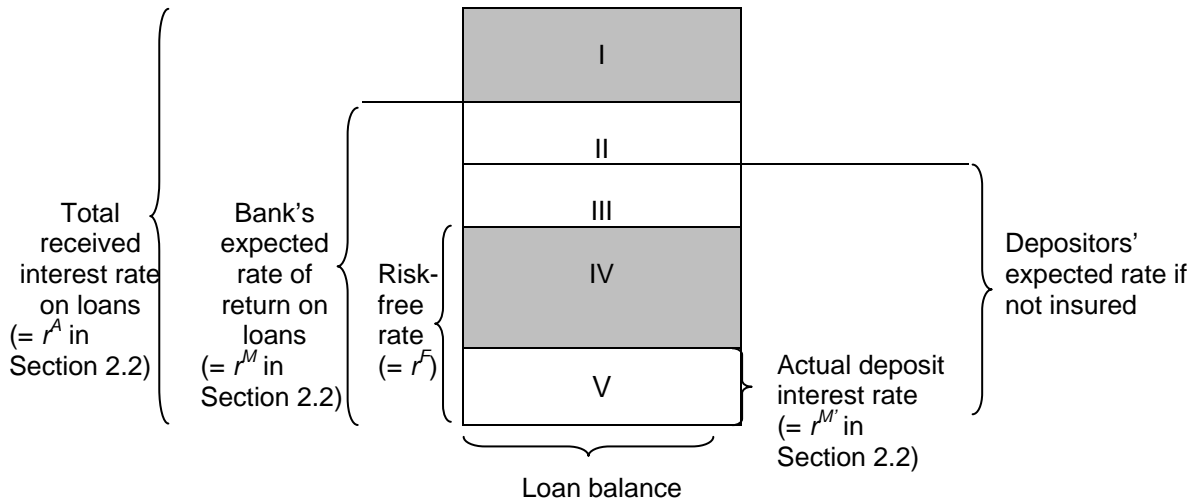 I
II
III
IV
V
Total
received
interest rate
on loans
(= r^A in
Section 2.2)
Bank's
expected
rate of
return on
loans
(= r^M in
Section 2.2)
Risk-
free
rate
(= r^F)
Actual deposit
interest rate
(= r^M' in
Section 2.2)
Depositors'
expected rate if
not insured
Loan balance